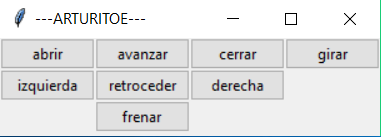 ---ARTURITOE---
abrir avanzar cerrar girar
izquierda retroceder derecha
frenar